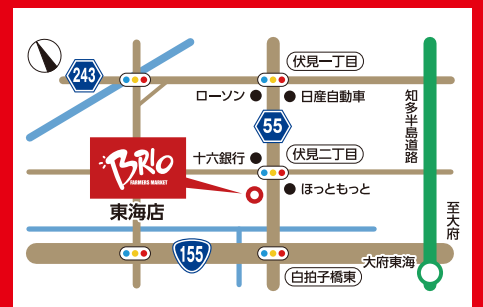 伏見一丁目
243
ローソン
日産自動車
知多半島道路
55
十六銀行
伏見二丁目
BRIO
FARMERS MARKET
ほっともっと
東海店
至大府
155
大府東海
白拍子橋東